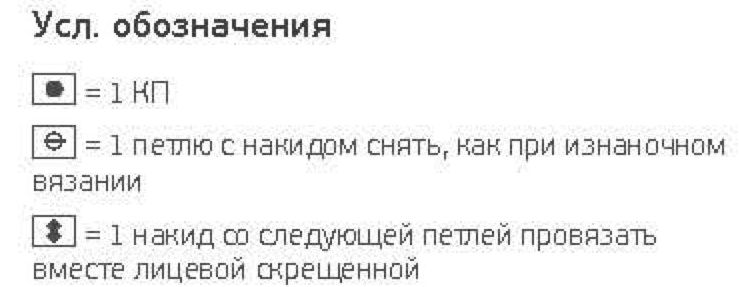 Усл. обозначения
= 1 КП
= 1 петлю с накидом снять, как при изнаночном
вязании
= 1 накид со следующей петлей провязать
вместе лицевой скрещенной